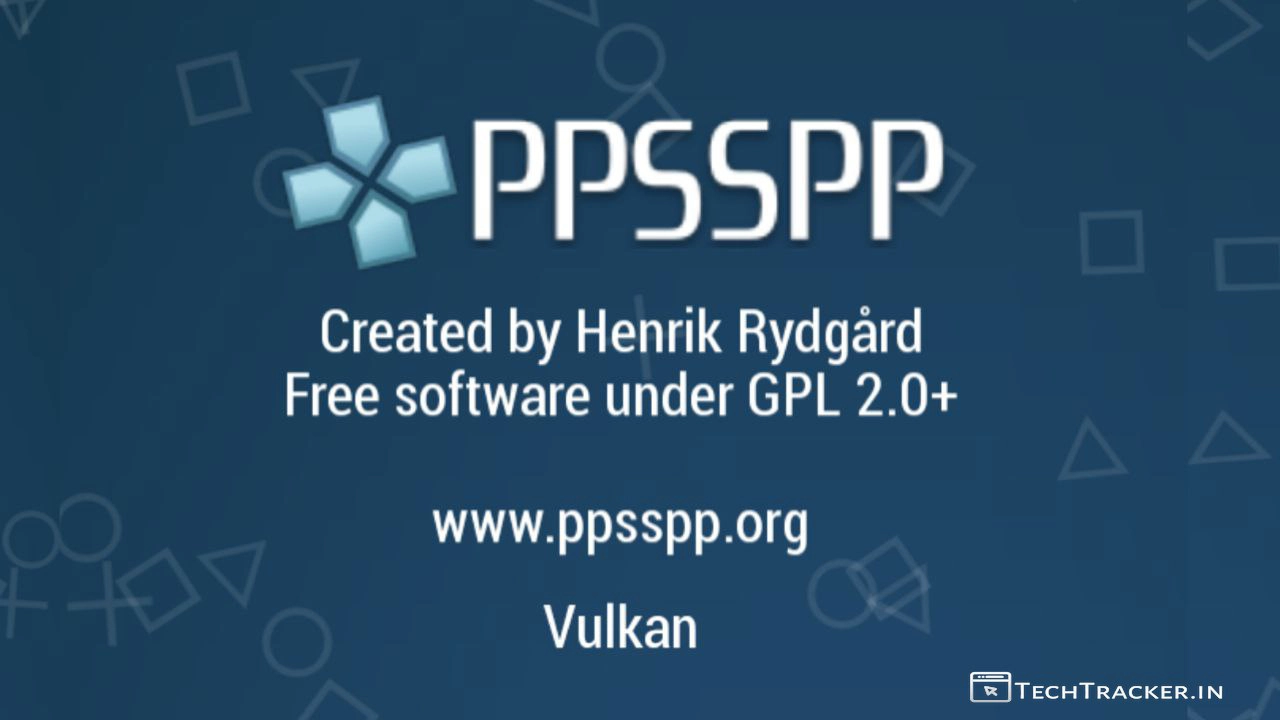 PPSSPP
Created by Henrik Rydgård
Free software under GPL 2.0+
www.ppsspp.org
Vulkan
TECHTRACKER.IN